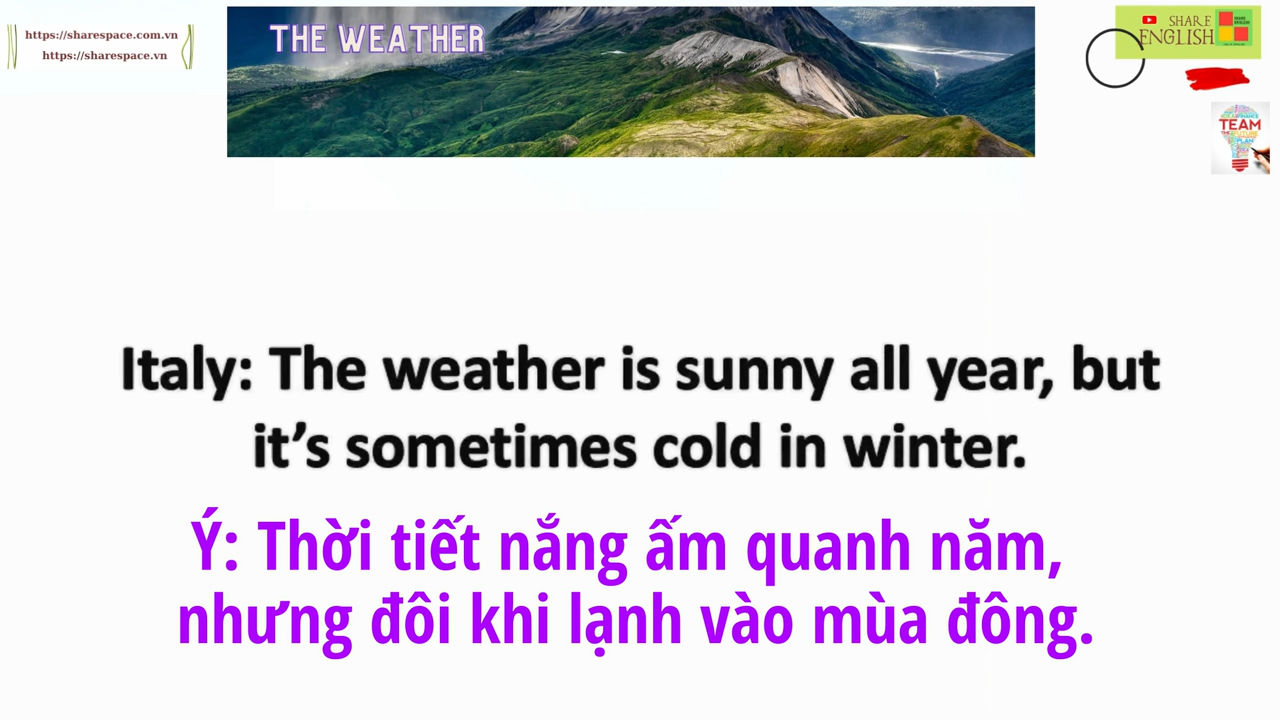 https://sharespace.com.vn
https://sharespace.vn
THE WEATHER
SHARE
ENGLISH
TEAM
PLAN
Italy: The weather is sunny all year, but
it’s sometimes cold in winter.
Ý: Thời tiết nắng ấm quanh năm,
nhưng đôi khi lạnh vào mùa đông.